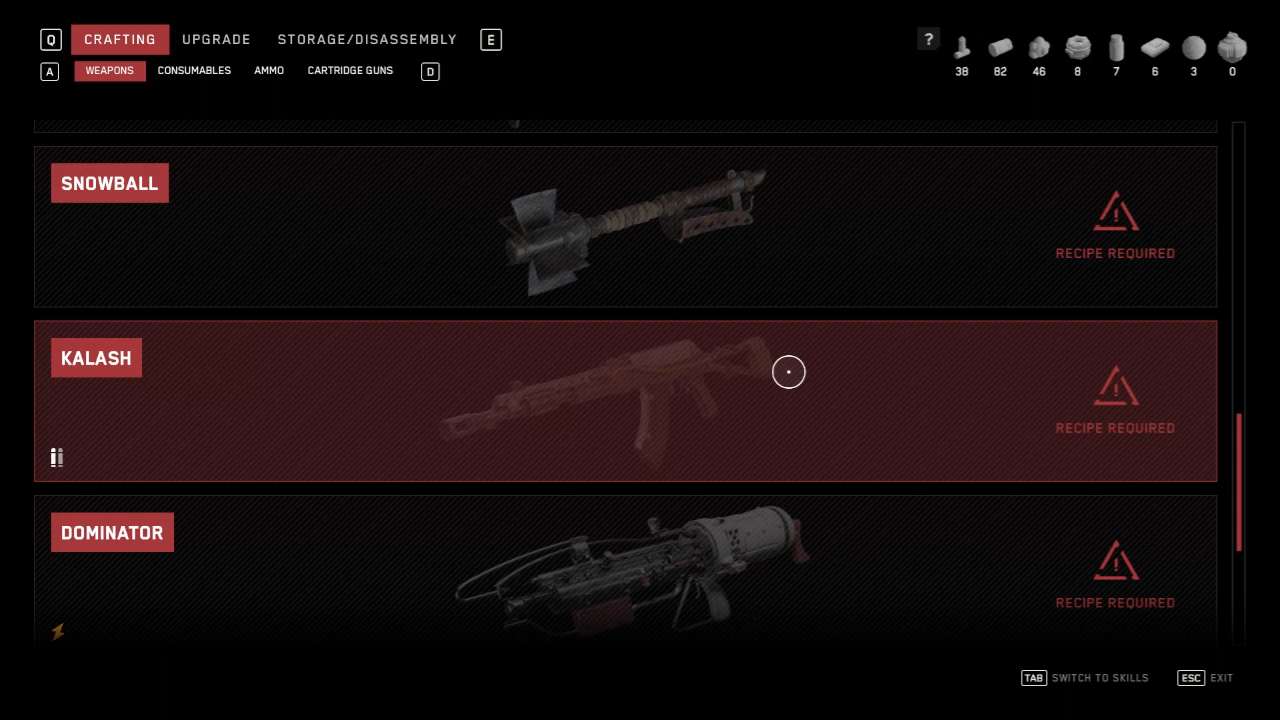 Q CRAFTING UPGRADE STORAGE/DISASSEMBLY E
A WEAPONS CONSUMABLES AMMO CARTRIDGE GUNS D
?
38 82 46 8 7 6 3 0
SNOWBALL
RECIPE REQUIRED
KALASH
RECIPE REQUIRED
DOMINATOR
RECIPE REQUIRED
TAB SWITCH TO SKILLS ESC EXIT